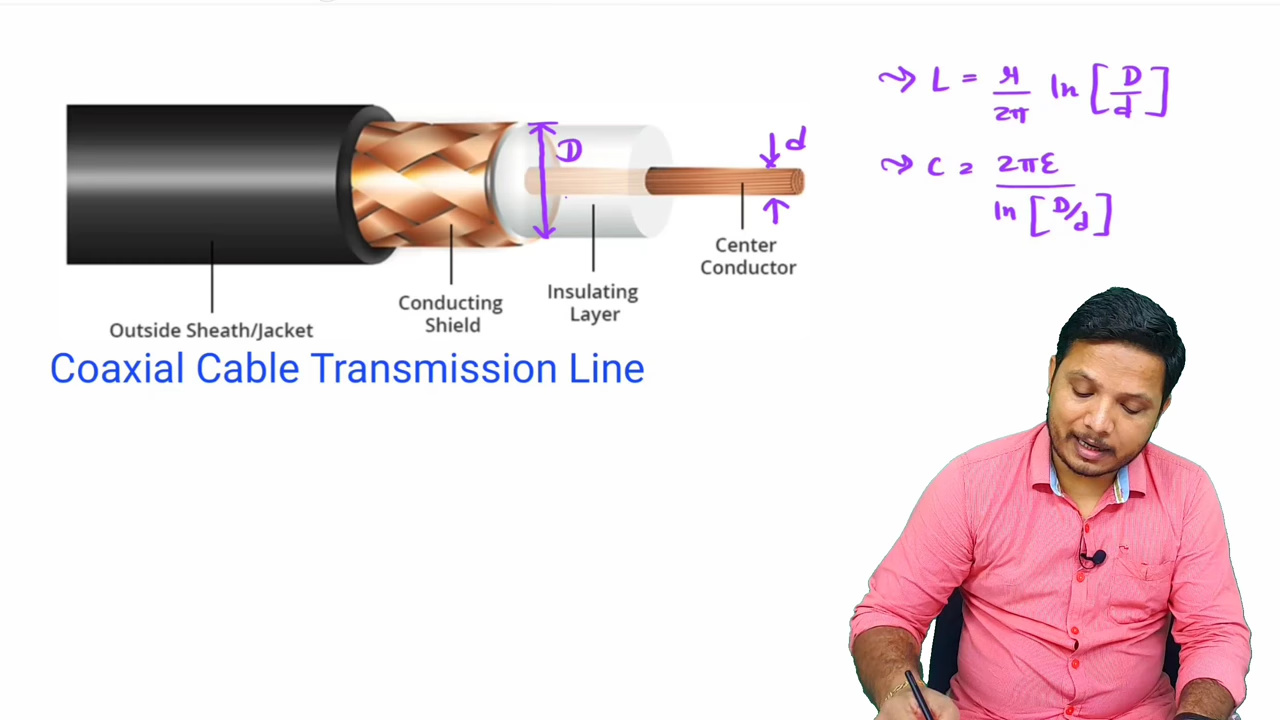 ⤳ L = μ/2π ln [D/d]
⤳ C = 2πε / ln [D/d]
D
d
Center
Conductor
Insulating
Layer
Conducting
Shield
Outside Sheath/Jacket
Coaxial Cable Transmission Line